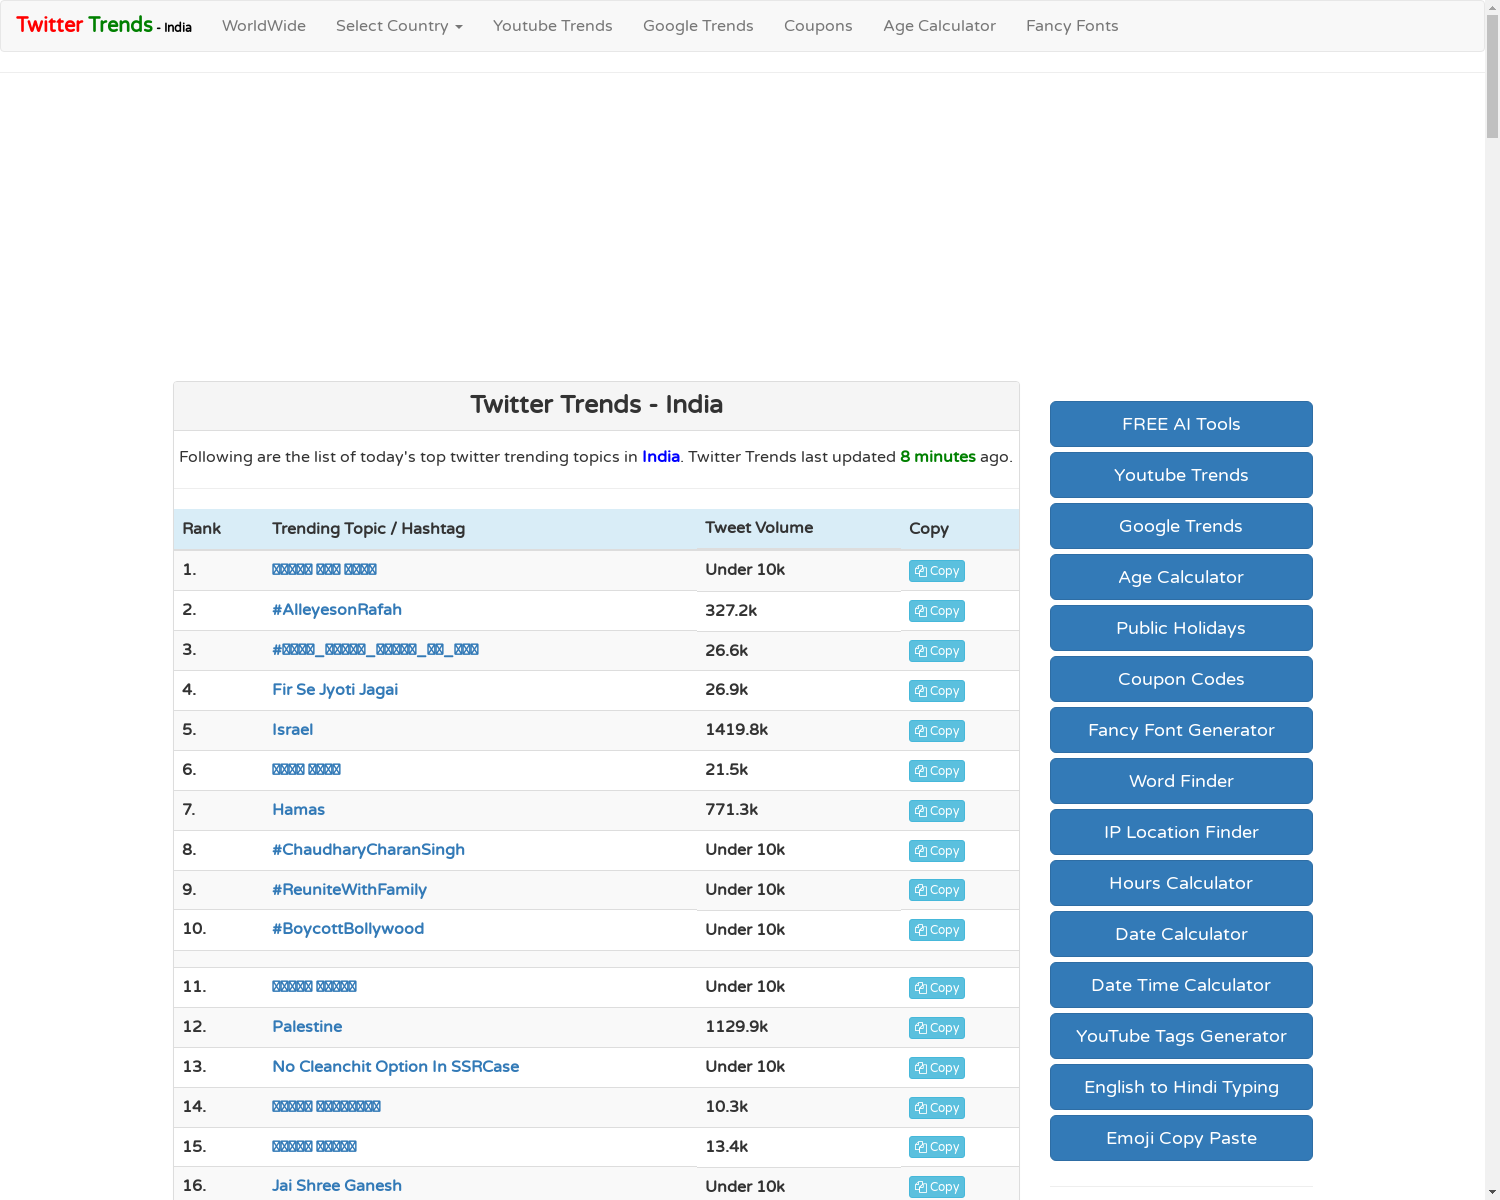 Twitter Trends - India WorldWide Select Country Youtube Trends Google Trends Coupons Age Calculator Fancy Fonts
Twitter Trends - India
Following are the list of today's top twitter trending topics in India. Twitter Trends last updated 8 minutes ago.
Rank Trending Topic / Hashtag Tweet Volume Copy
1. Under 10k Copy
2. #AlleyesonRafah 327.2k Copy
3. 26.6k Copy
4. Fir Se Jyoti Jagai 26.9k Copy
5. Israel 1419.8k Copy
6. 21.5k Copy
7. Hamas 771.3k Copy
8. #ChaudharyCharanSingh Under 10k Copy
9. #ReuniteWithFamily Under 10k Copy
10. #BoycottBollywood Under 10k Copy
11. Under 10k Copy
12. Palestine 1129.9k Copy
13. No Cleanchit Option In SSRCase Under 10k Copy
14. 10.3k Copy
15. 13.4k Copy
16. Jai Shree Ganesh Under 10k Copy
FREE AI Tools
Youtube Trends
Google Trends
Age Calculator
Public Holidays
Coupon Codes
Fancy Font Generator
Word Finder
IP Location Finder
Hours Calculator
Date Calculator
Date Time Calculator
YouTube Tags Generator
English to Hindi Typing
Emoji Copy Paste